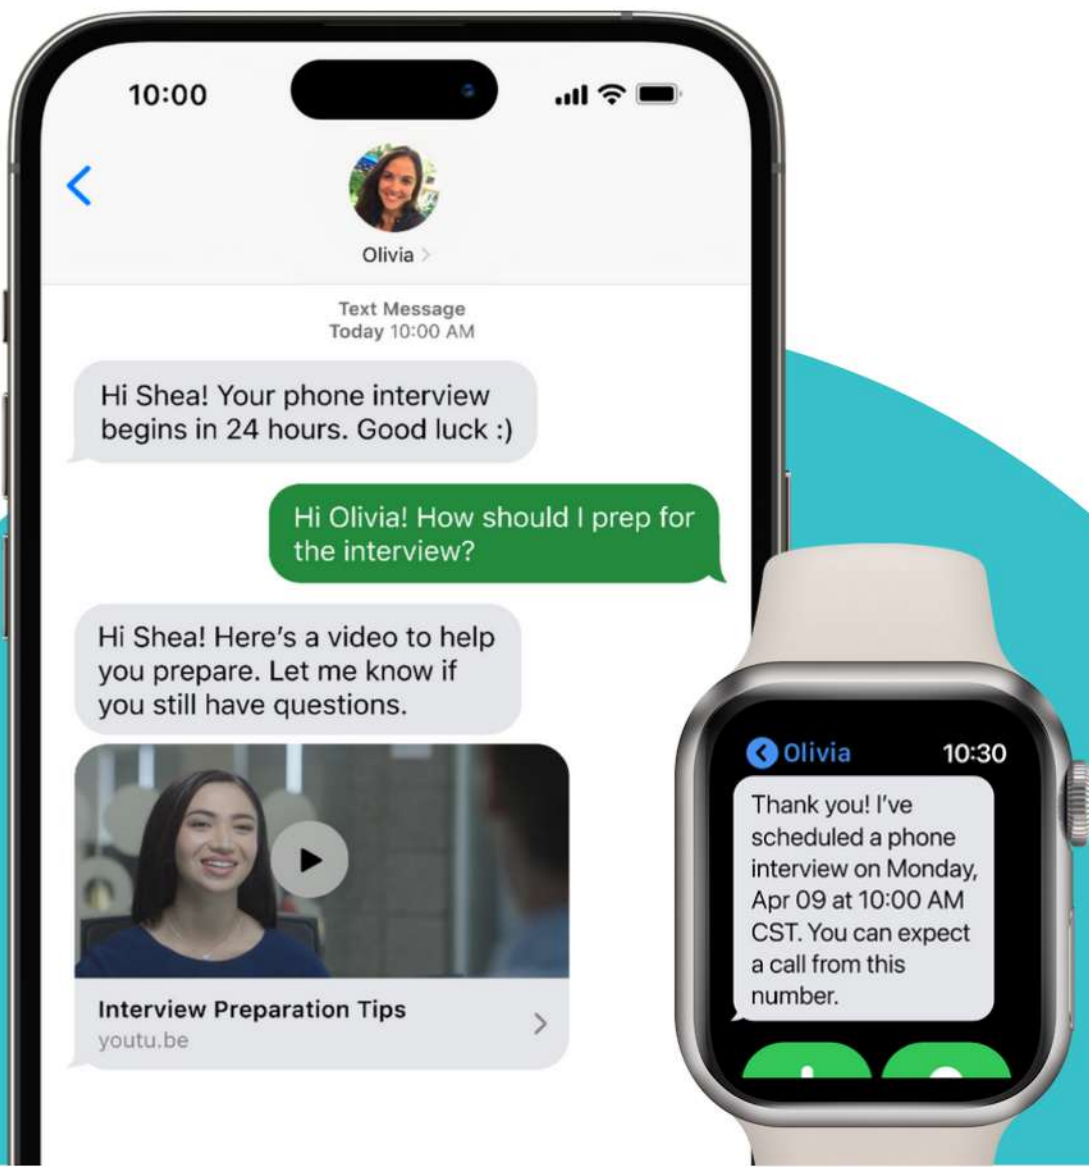 10:00
Olivia
Text Message
Today 10:00 AM
Hi Shea! Your phone interview
begins in 24 hours. Good luck :)
Hi Olivia! How should I prep for
the interview?
Hi Shea! Here's a video to help
you prepare. Let me know if
you still have questions.
Interview Preparation Tips
youtu.be
Olivia 10:30
Thank you! I've
scheduled a phone
interview on Monday,
Apr 09 at 10:00 AM
CST. You can expect
a call from this
number.